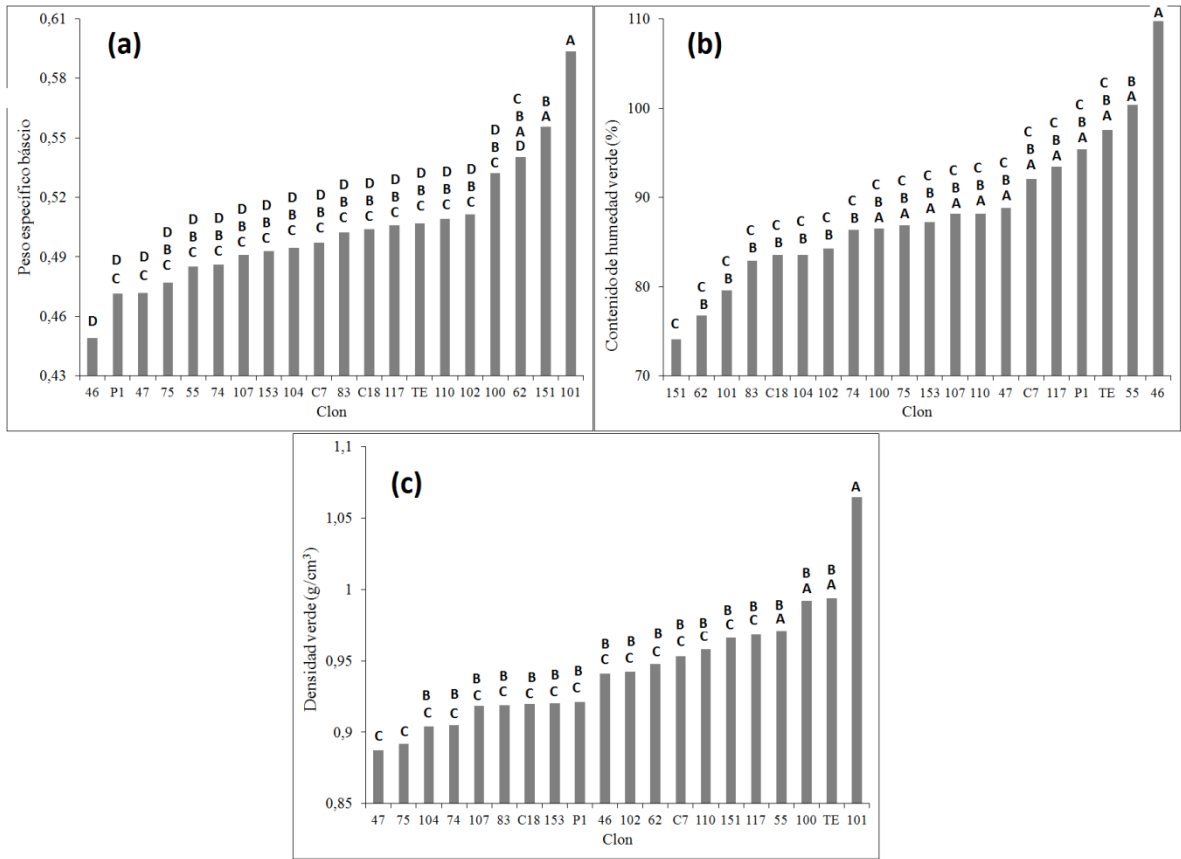 (a)
Peso específico báscio
0,61
0,58
0,55
0,52
0,49
0,46
0,43
D
D C
D C
D B C
D B C
D B C
D B C
D B C
D B C
D B C
D B C
D B C
D B C
D B C
D B C
D B C
D B C
C B A D
B A
A
46 P1 47 75 55 74 107 153 104 C7 83 C18 117 TE 110 102 100 62 151 101
Clon
(b)
Contenido de humedad verde (%)
110
100
90
80
70
C
C B
C B
C B
C B
C B
C B
C B
C B A
C B A
C B A
C B A
C B A
C B A
C B A
C B A
C B A
C B A
B A
A
151 62 101 83 C18 104 102 74 100 75 153 107 110 47 C7 117 P1 TE 55 46
Clon
(c)
Densidad verde (g/cm³)
1,1
1,05
1
0,95
0,9
0,85
C
C
B C
B C
B C
B C
B C
B C
B C
B C
B C
B C
B C
B C
B C
B C
B A
B A
B A
A
47 75 104 74 107 83 C18 153 P1 46 102 62 C7 110 151 117 55 100 TE 101
Clon